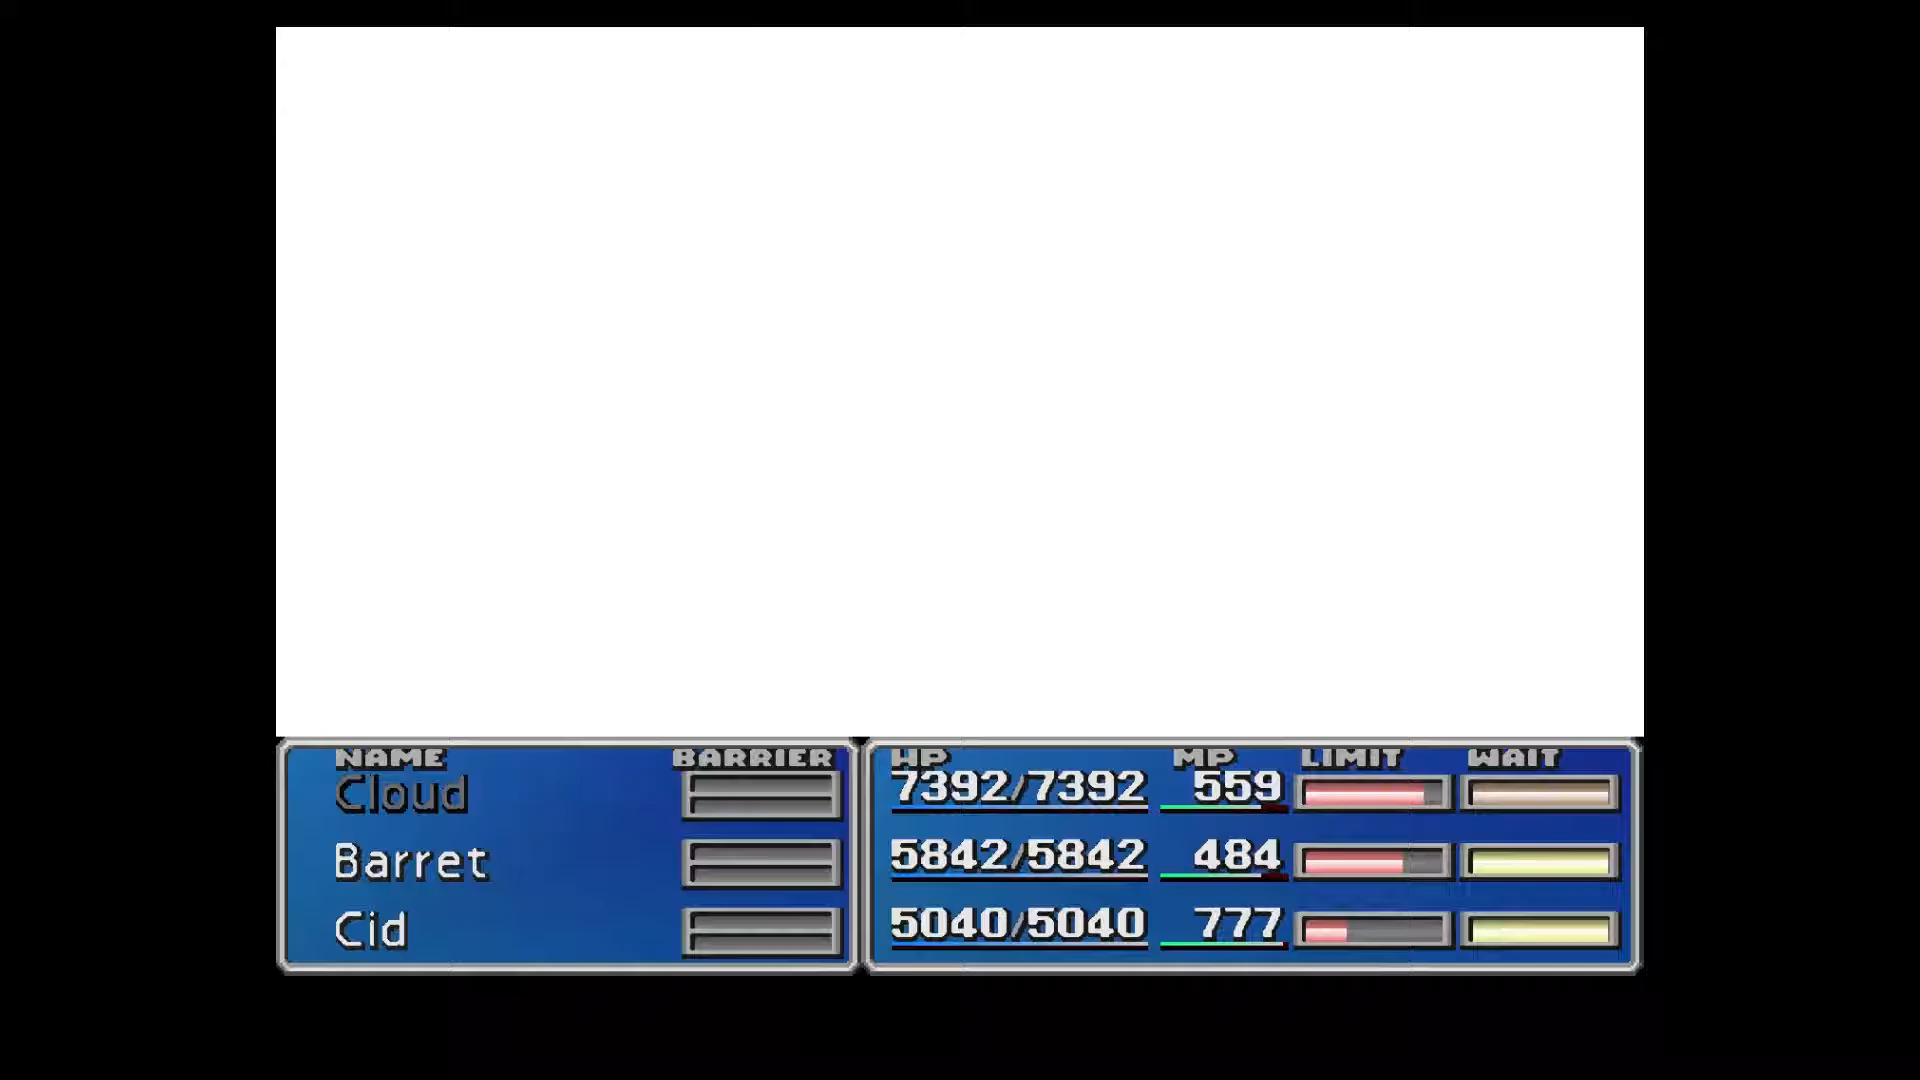 NAME BARRIER HP MP LIMIT WAIT
Cloud 7392/7392 559
Barret 5842/5842 484
Cid 5040/5040 777